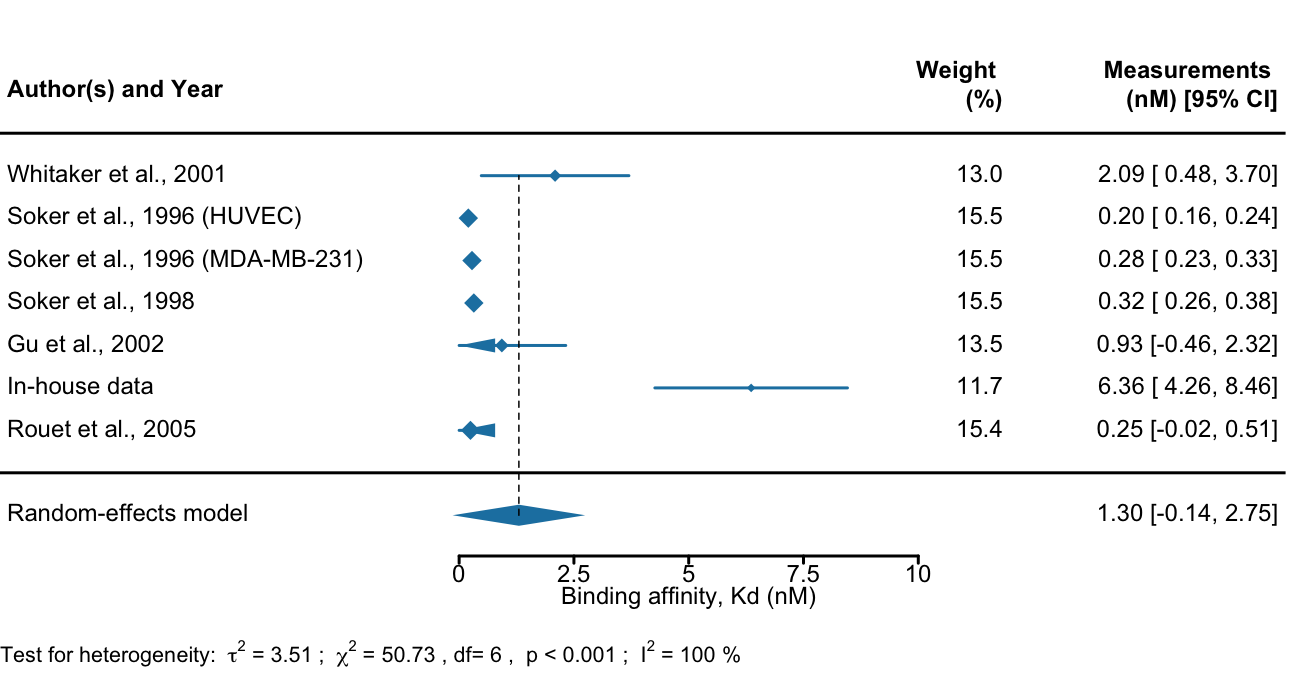 Author(s) and Year Weight (%) Measurements (nM) [95% CI]
Whitaker et al., 2001 13.0 2.09 [ 0.48, 3.70]
Soker et al., 1996 (HUVEC) 15.5 0.20 [ 0.16, 0.24]
Soker et al., 1996 (MDA-MB-231) 15.5 0.28 [ 0.23, 0.33]
Soker et al., 1998 15.5 0.32 [ 0.26, 0.38]
Gu et al., 2002 13.5 0.93 [-0.46, 2.32]
In-house data 11.7 6.36 [ 4.26, 8.46]
Rouet et al., 2005 15.4 0.25 [-0.02, 0.51]
Random-effects model 1.30 [-0.14, 2.75]
0 2.5 5 7.5 10
Binding affinity, Kd (nM)
Test for heterogeneity: τ² = 3.51 ; χ² = 50.73 , df= 6 , p < 0.001 ; I² = 100 %